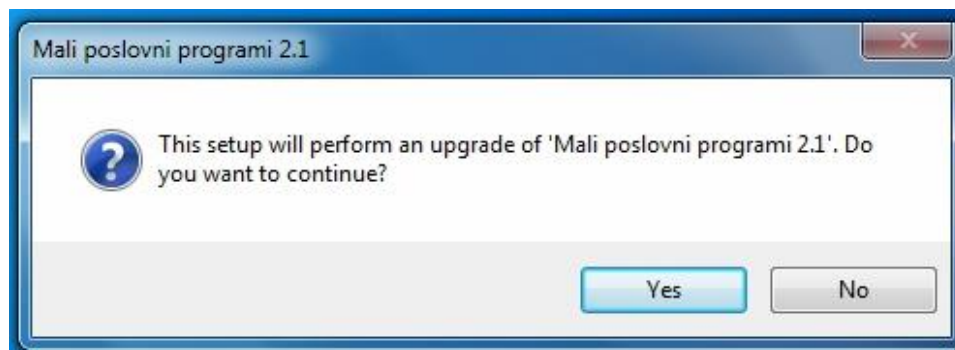 Mali poslovni programi 2.1
This setup will perform an upgrade of 'Mali poslovni programi 2.1'. Do
you want to continue?
Yes
No